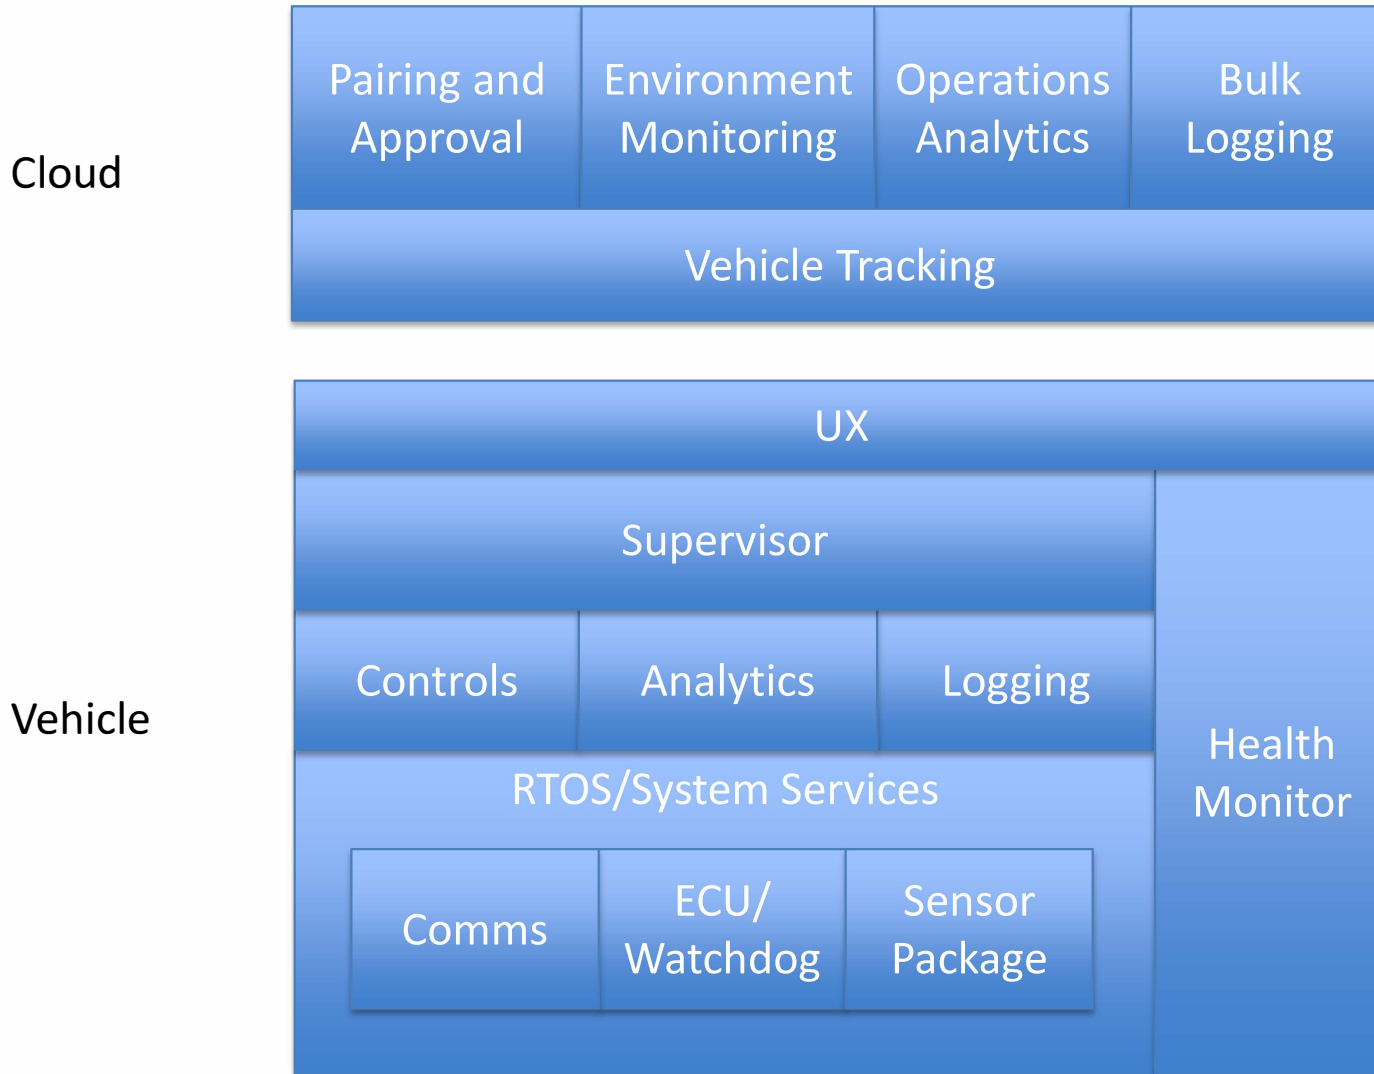 Cloud
Pairing and
Approval
Environment
Monitoring
Operations
Analytics
Bulk
Logging
Vehicle Tracking
Vehicle
UX
Supervisor
Controls
Analytics
Logging
Health
Monitor
RTOS/System Services
Comms
ECU/
Watchdog
Sensor
Package